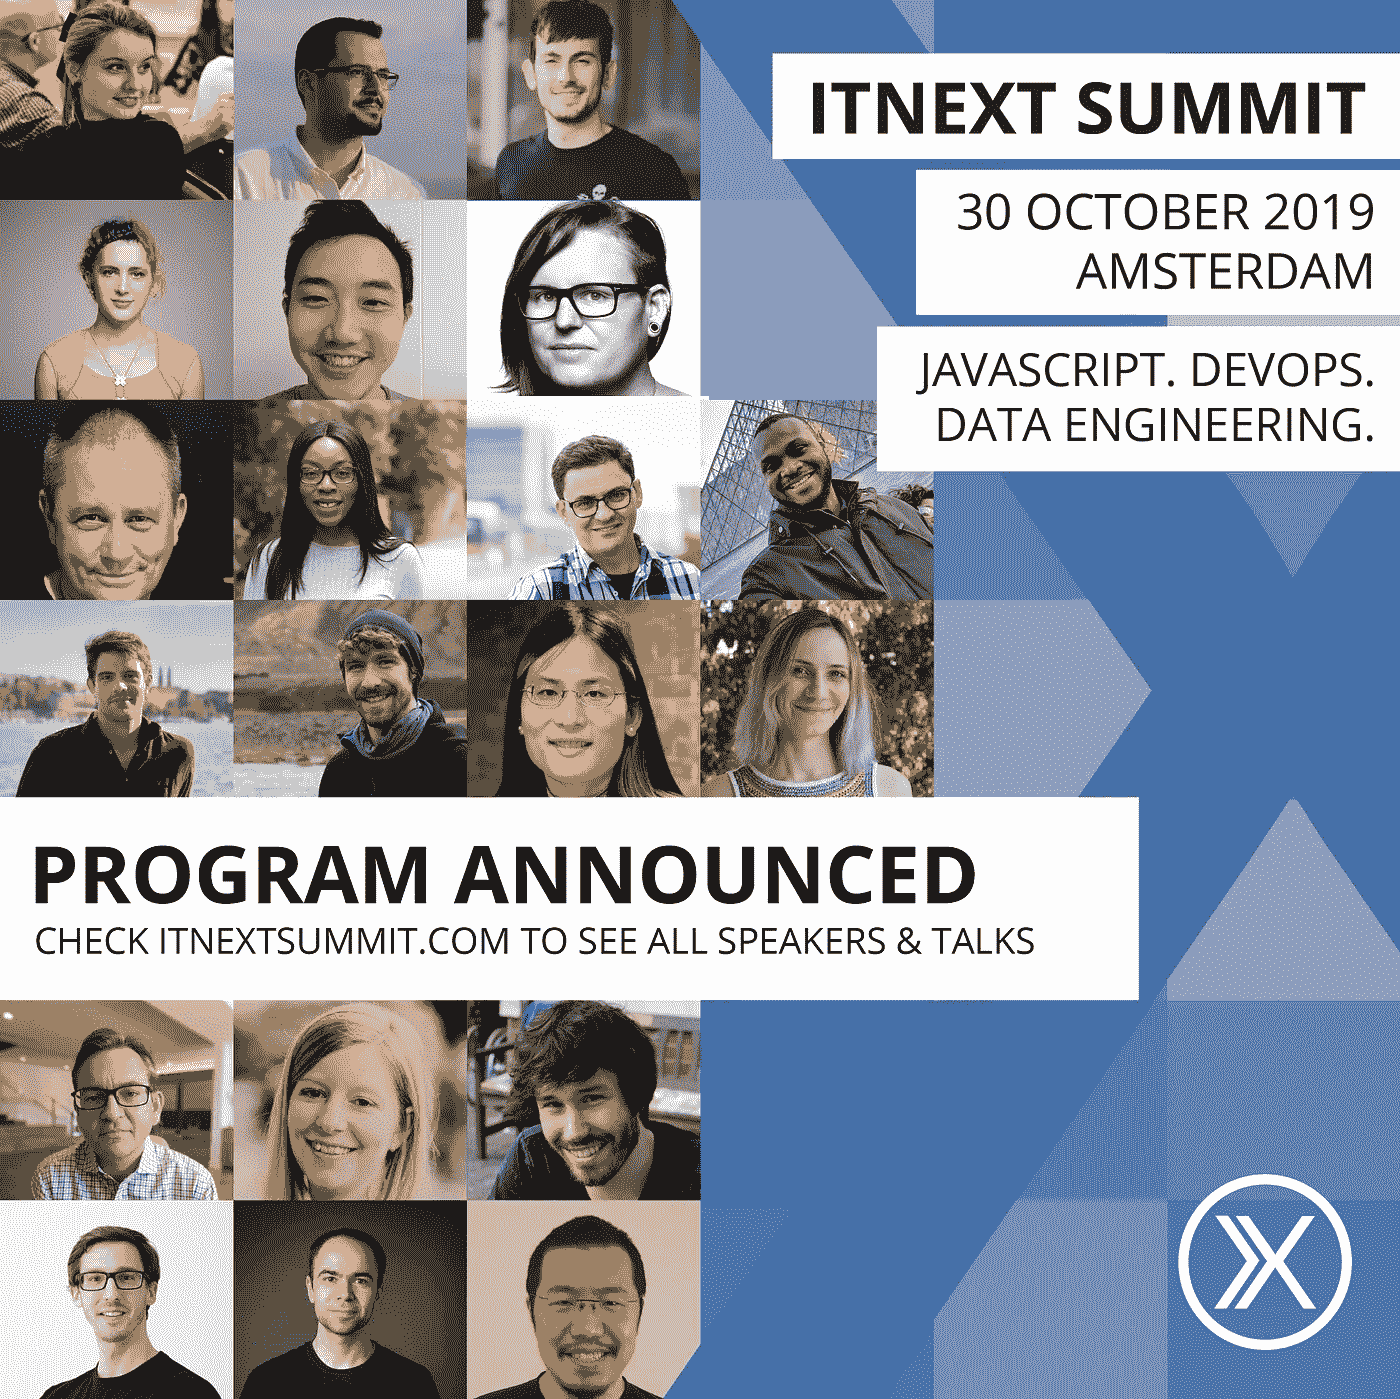 ITNEXT SUMMIT
30 OCTOBER 2019
AMSTERDAM
JAVASCRIPT. DEVOPS.
DATA ENGINEERING.
PROGRAM ANNOUNCED
CHECK ITNEXTSUMMIT.COM TO SEE ALL SPEAKERS & TALKS